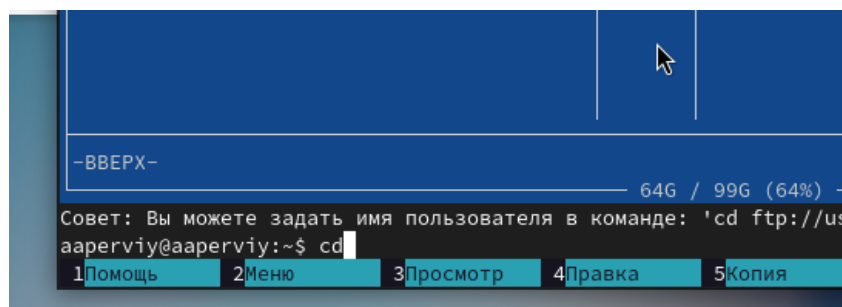 -ВВЕРХ-
64G / 99G (64%)
Совет: Вы можете задать имя пользователя в команде: 'cd ftp://us
aaperviy@aaperviy:~$ cd
1Помощь 2Меню 3Просмотр 4Правка 5Копия